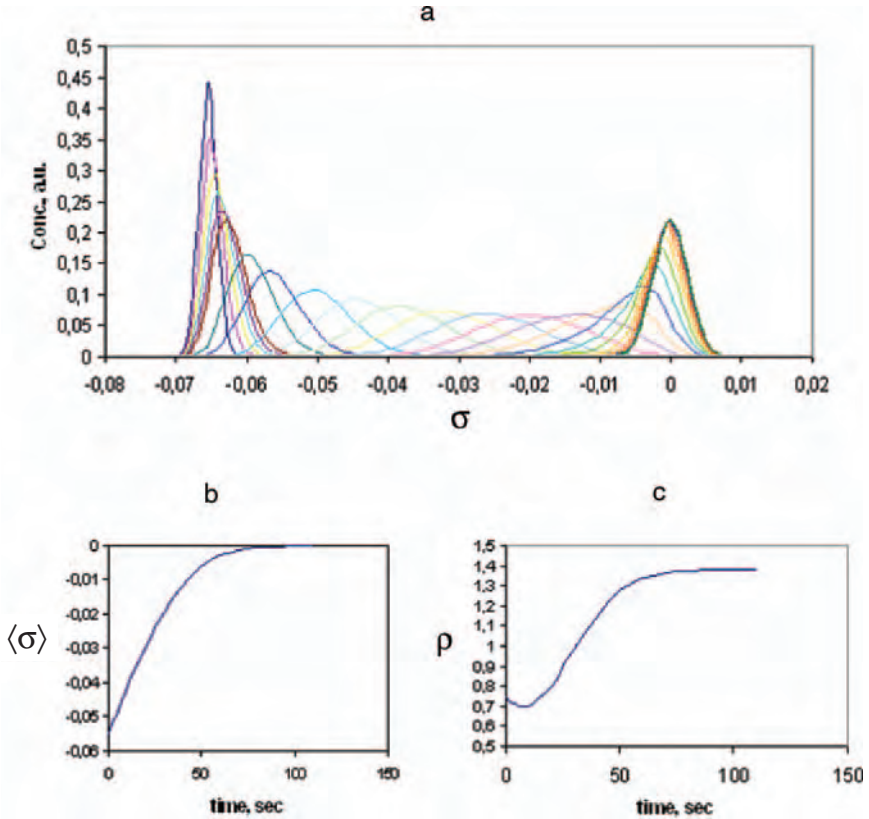 a
0,5
0,45
0,4
0,35
0,3
0,25
0,2
0,15
0,1
0,05
0
Conc. a.u.
-0,08 -0,07 -0,06 -0,05 -0,04 -0,03 -0,02 -0,01 0 0,01 0,02
σ
b
0
-0,01
-0,02
-0,03
-0,04
-0,05
-0,06
⟨σ⟩
0 50 100 150
time, sec
c
1,5
1,4
1,3
1,2
1,1
1
0,9
0,8
0,7
0,6
0,5
ρ
0 50 100 150
time, sec